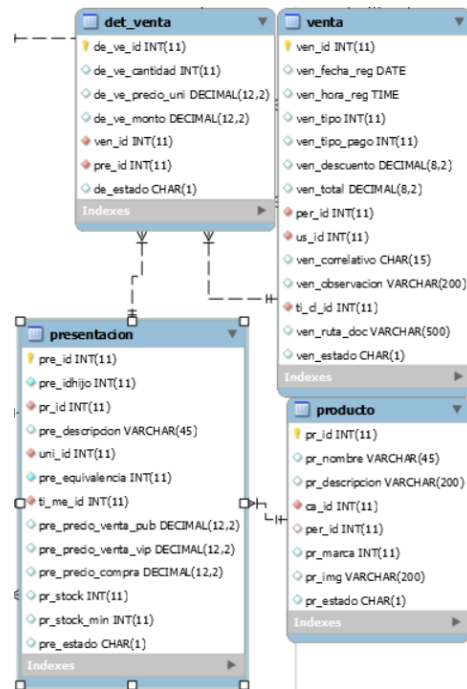 det_venta
de_ve_id INT(11)
de_ve_cantidad INT(11)
de_ve_precio_uni DECIMAL(12,2)
de_ve_monto DECIMAL(12,2)
ven_id INT(11)
pre_id INT(11)
de_estado CHAR(1)
Indexes
venta
ven_id INT(11)
ven_fecha_reg DATE
ven_hora_reg TIME
ven_tipo INT(11)
ven_tipo_pago INT(11)
ven_descuento DECIMAL(8,2)
ven_total DECIMAL(8,2)
per_id INT(11)
us_id INT(11)
ven_correlativo CHAR(15)
ven_observacion VARCHAR(200)
ti_cl_id INT(11)
ven_ruta_doc VARCHAR(500)
ven_estado CHAR(1)
Indexes
presentacion
pre_id INT(11)
pre_idhijo INT(11)
pr_id INT(11)
pre_descripcion VARCHAR(45)
uni_id INT(11)
pre_equivalencia INT(11)
ti_me_id INT(11)
pre_precio_venta_pub DECIMAL(12,2)
pre_precio_venta_vip DECIMAL(12,2)
pre_precio_compra DECIMAL(12,2)
pr_stock INT(11)
pr_stock_min INT(11)
pre_estado CHAR(1)
Indexes
producto
pr_id INT(11)
pr_nombre VARCHAR(45)
pr_descripcion VARCHAR(200)
ca_id INT(11)
per_id INT(11)
pr_marca INT(11)
pr_img VARCHAR(200)
pr_estado CHAR(1)
Indexes